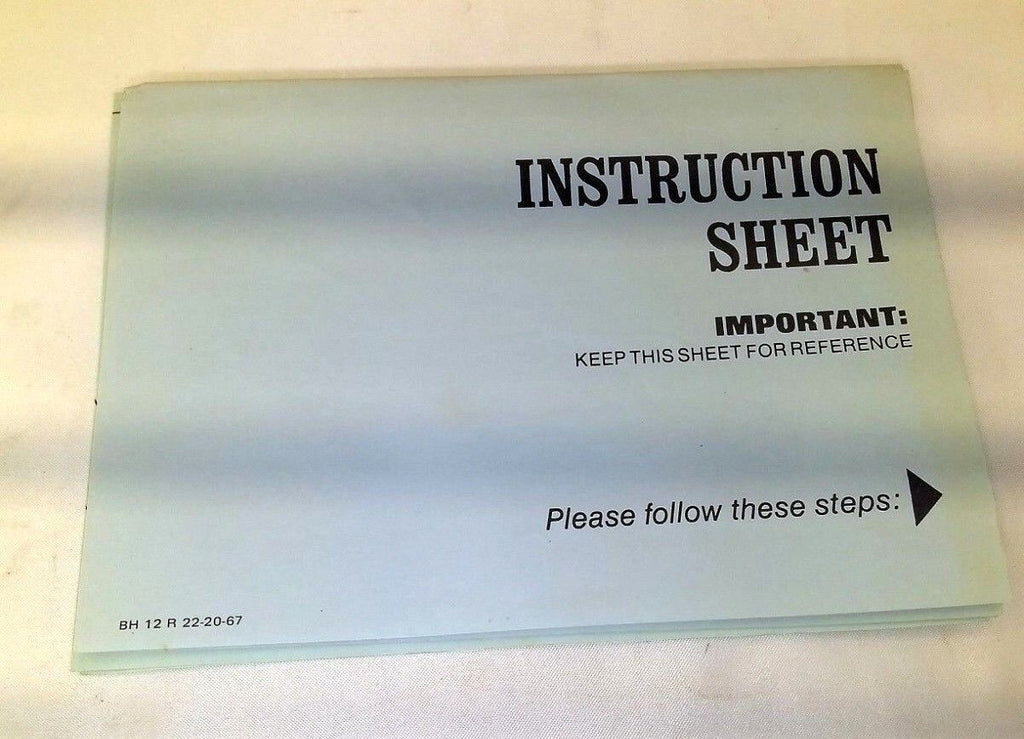 INSTRUCTION
SHEET
IMPORTANT:
KEEP THIS SHEET FOR REFERENCE
Please follow these steps:
BH 12 R 22-20-67